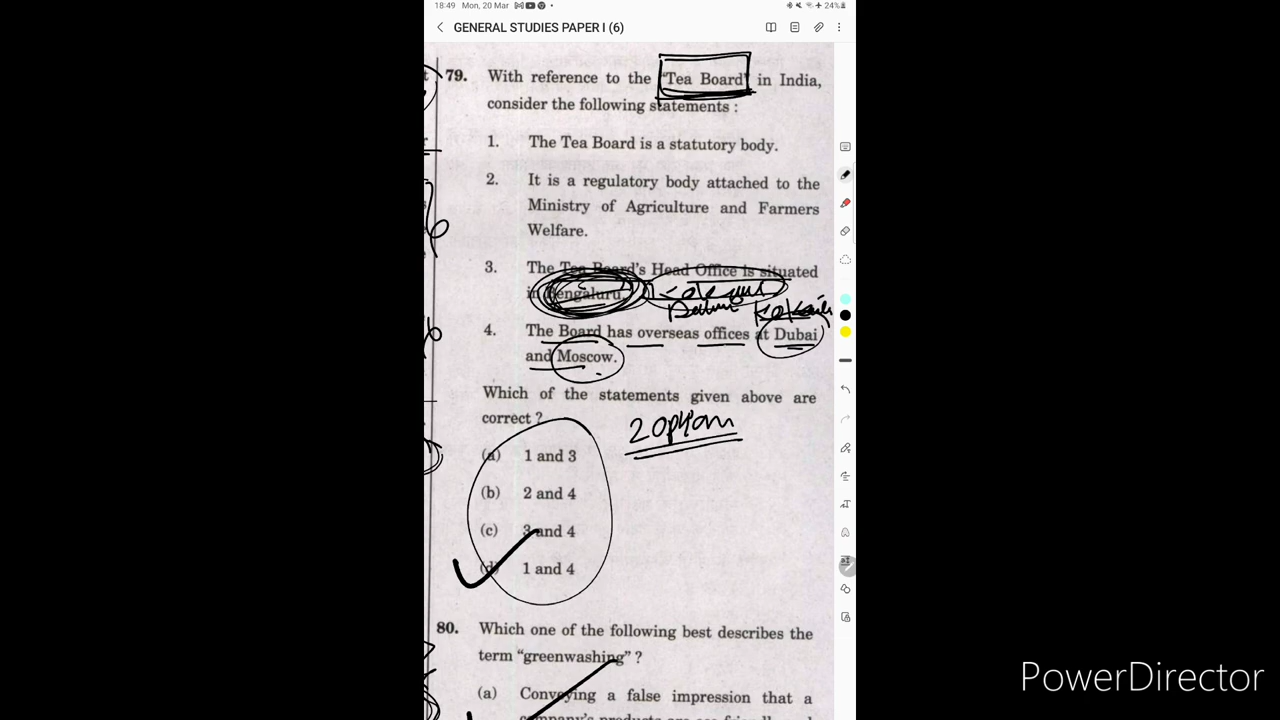 18:49 Mon, 20 Mar
24%
GENERAL STUDIES PAPER I (6)
79. With reference to the "Tea Board" in India,
consider the following statements :
1. The Tea Board is a statutory body.
2. It is a regulatory body attached to the
Ministry of Agriculture and Farmers
Welfare.
3. The Tea Board's Head Office is situated
in Bengaluru.
4. The Board has overseas offices at Dubai
and Moscow.
Which of the statements given above are
correct ?
2 option
(a) 1 and 3
(b) 2 and 4
(c) 3 and 4
(d) 1 and 4
80. Which one of the following best describes the
term "greenwashing" ?
(a) Conveying a false impression that a
PowerDirector